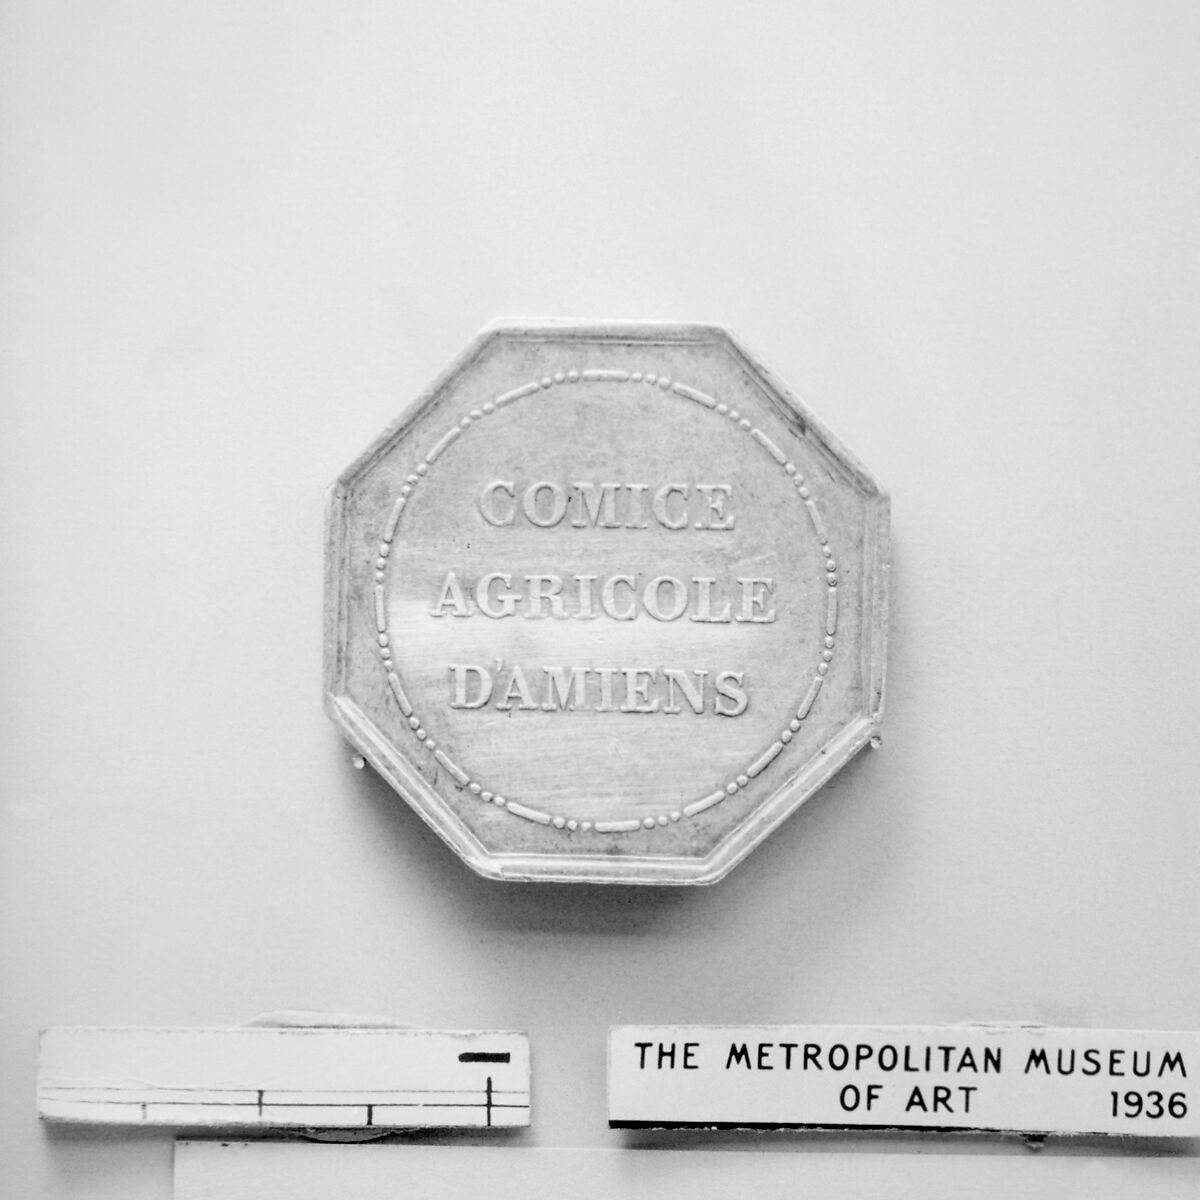 COMICE
AGRICOLE
D'AMIENS
THE METROPOLITAN MUSEUM
OF ART 1936